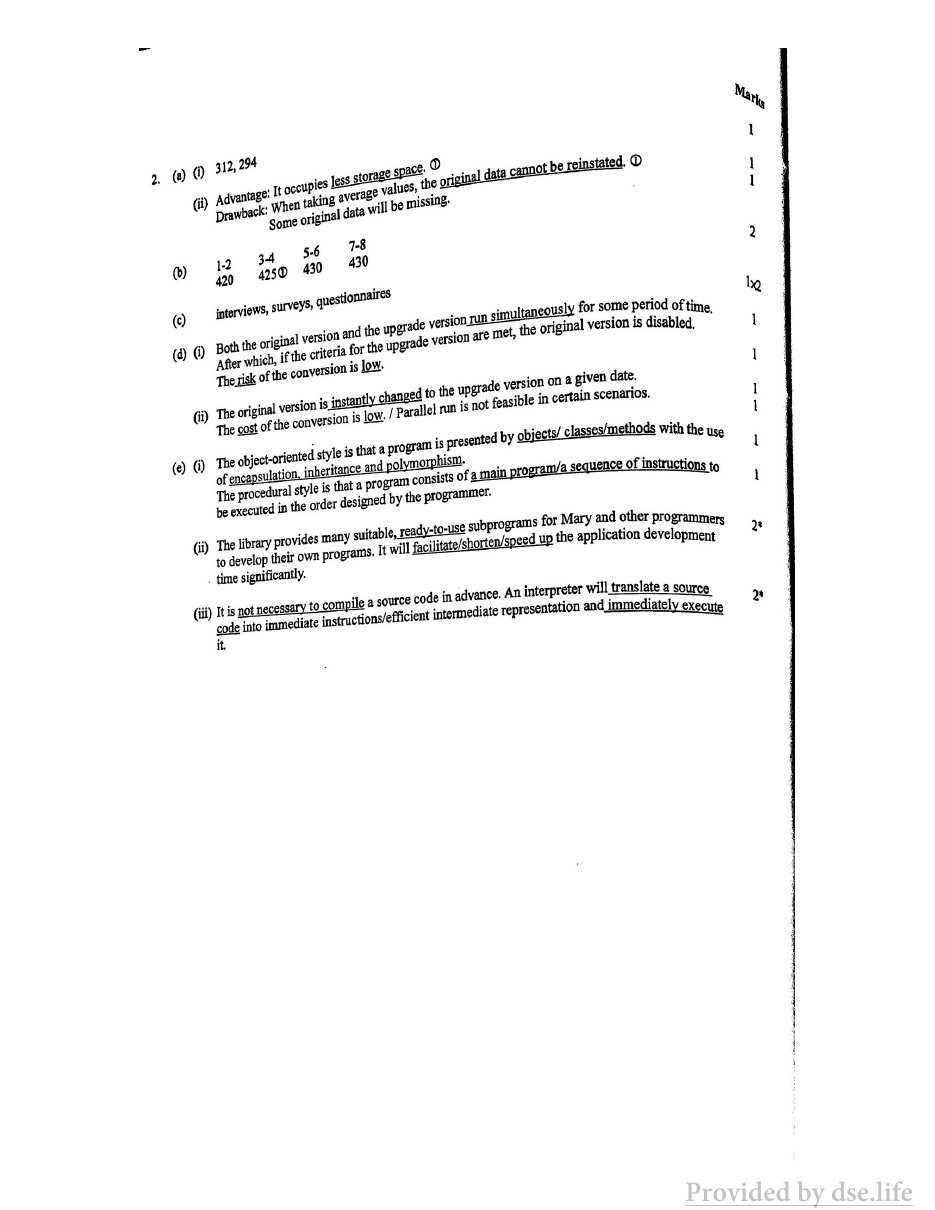 Marks
2. (a) (i) 312, 294 1
(ii) Advantage: It occupies less storage space. ① 1
Drawback: When taking average values, the original data cannot be reinstated. ① 1
Some original data will be missing.
(b) 1-2 3-4 5-6 7-8 2
420 425① 430 430
(c) interviews, surveys, questionnaires 1x2
(d) (i) Both the original version and the upgrade version run simultaneously for some period of time. 1
After which, if the criteria for the upgrade version are met, the original version is disabled.
The risk of the conversion is low. 1
(ii) The original version is instantly changed to the upgrade version on a given date. 1
The cost of the conversion is low. / Parallel run is not feasible in certain scenarios. 1
(e) (i) The object-oriented style is that a program is presented by objects/ classes/methods with the use 1
of encapsulation, inheritance and polymorphism.
The procedural style is that a program consists of a main program/a sequence of instructions to 1
be executed in the order designed by the programmer.
(ii) The library provides many suitable, ready-to-use subprograms for Mary and other programmers 2*
to develop their own programs. It will facilitate/shorten/speed up the application development
time significantly.
(iii) It is not necessary to compile a source code in advance. An interpreter will translate a source 2*
code into immediate instructions/efficient intermediate representation and immediately execute
it.
Provided by dse.life